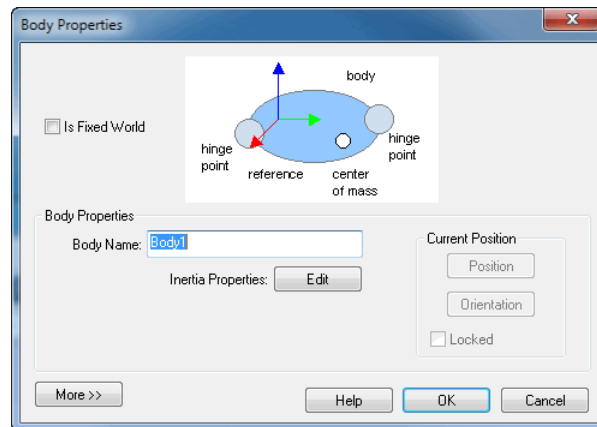 Body Properties
Is Fixed World
body
hinge
point
reference
center
of mass
hinge
point
Body Properties
Body Name: Body1
Inertia Properties: Edit
Current Position
Position
Orientation
Locked
More >>
Help
OK
Cancel